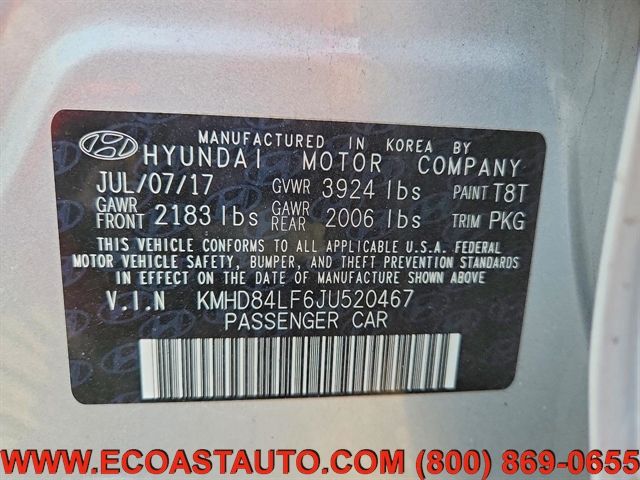 MANUFACTURED IN KOREA BY
HYUNDAI MOTOR COMPANY
JUL/07/17 GVWR 3924 lbs PAINT T8T
GAWR FRONT 2183 lbs GAWR REAR 2006 lbs TRIM PKG
THIS VEHICLE CONFORMS TO ALL APPLICABLE U.S.A. FEDERAL
MOTOR VEHICLE SAFETY, BUMPER, AND THEFT PREVENTION STANDARDS
IN EFFECT ON THE DATE OF MANUFACTURE SHOWN ABOVE
V.I.N KMHD84LF6JU520467
PASSENGER CAR
WWW.ECOASTAUTO.COM (800) 869-0655